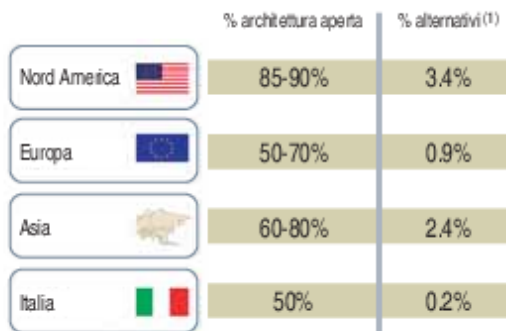 % architettura aperta % alternativi (1)
Nord America 85-90% 3.4%
Europa 50-70% 0.9%
Asia 60-80% 2.4%
Italia 50% 0.2%